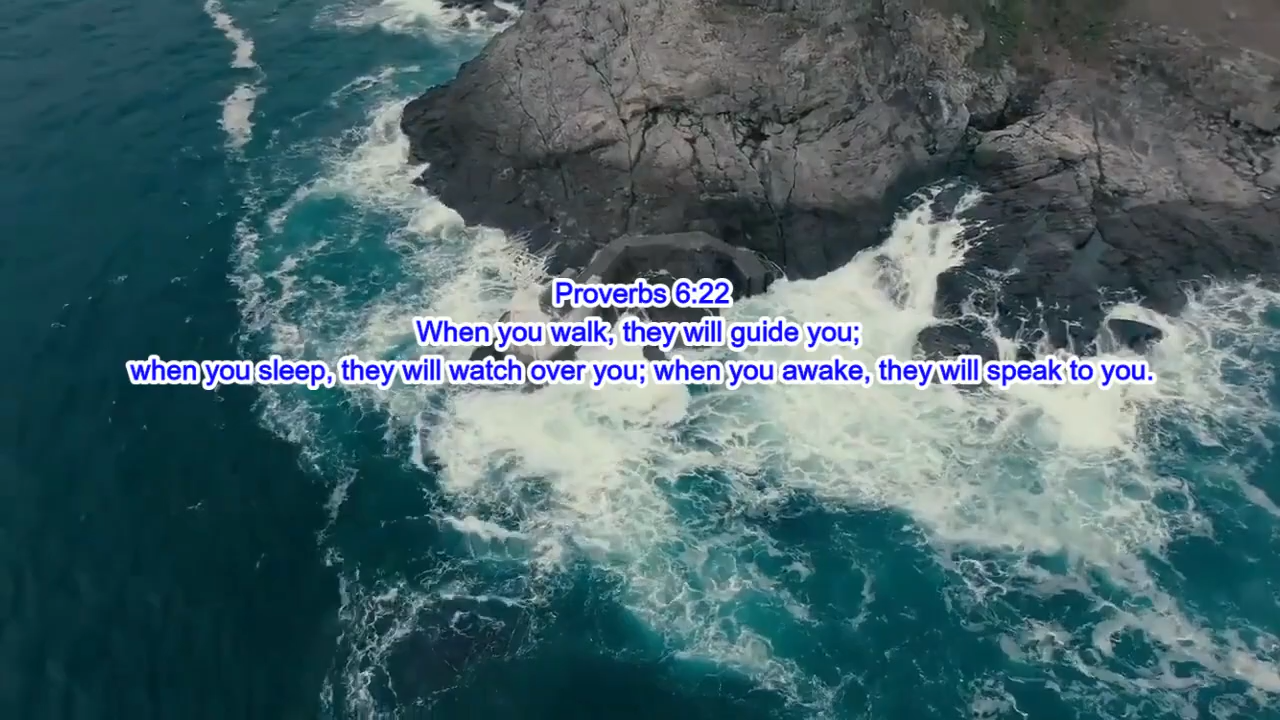 Proverbs 6:22
When you walk, they will guide you;
when you sleep, they will watch over you; when you awake, they will speak to you.